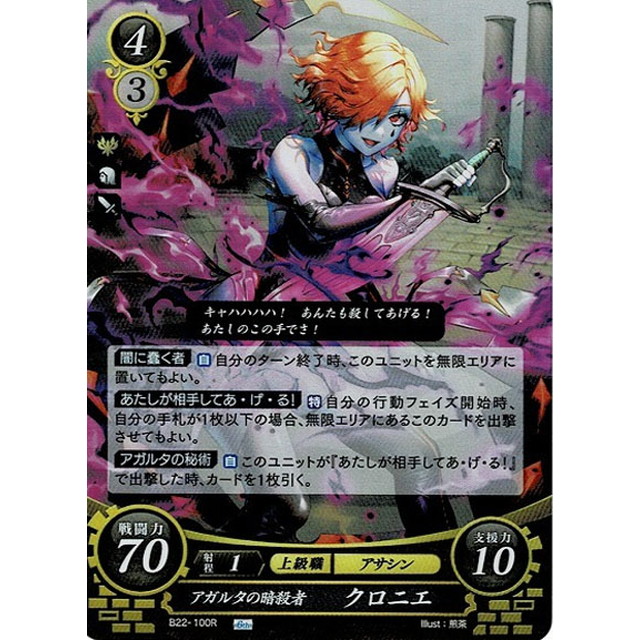 4
3
キャハハハハ！ あんたも殺してあげる！
あたしのこの手でさ！
闇に蠢く者 自 自分のターン終了時、このユニットを無限エリアに
置いてもよい。
あたしが相手してあ・げ・る！ 特 自分の行動フェイズ開始時、
自分の手札が1枚以下の場合、無限エリアにあるこのカードを出撃
させてもよい。
アガルタの秘術 自 このユニットが『あたしが相手してあ・げ・る！』
で出撃した時、カードを1枚引く。
戦闘力
70
射程 1
上級職
アサシン
支援力
10
アガルタの暗殺者 クロニエ
B22-100R
Illust：煎茶